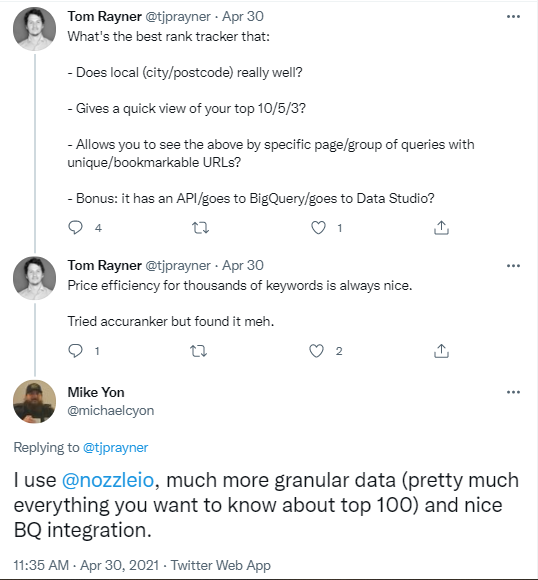 Tom Rayner @tjprayner · Apr 30
What's the best rank tracker that:
- Does local (city/postcode) really well?
- Gives a quick view of your top 10/5/3?
- Allows you to see the above by specific page/group of queries with
unique/bookmarkable URLs?
- Bonus: it has an API/goes to BigQuery/goes to Data Studio?
4 1
Tom Rayner @tjprayner · Apr 30
Price efficiency for thousands of keywords is always nice.
Tried accuranker but found it meh.
1 2
Mike Yon
@michaelcyon
Replying to @tjprayner
I use @nozzleio, much more granular data (pretty much
everything you want to know about top 100) and nice
BQ integration.
11:35 AM · Apr 30, 2021 · Twitter Web App